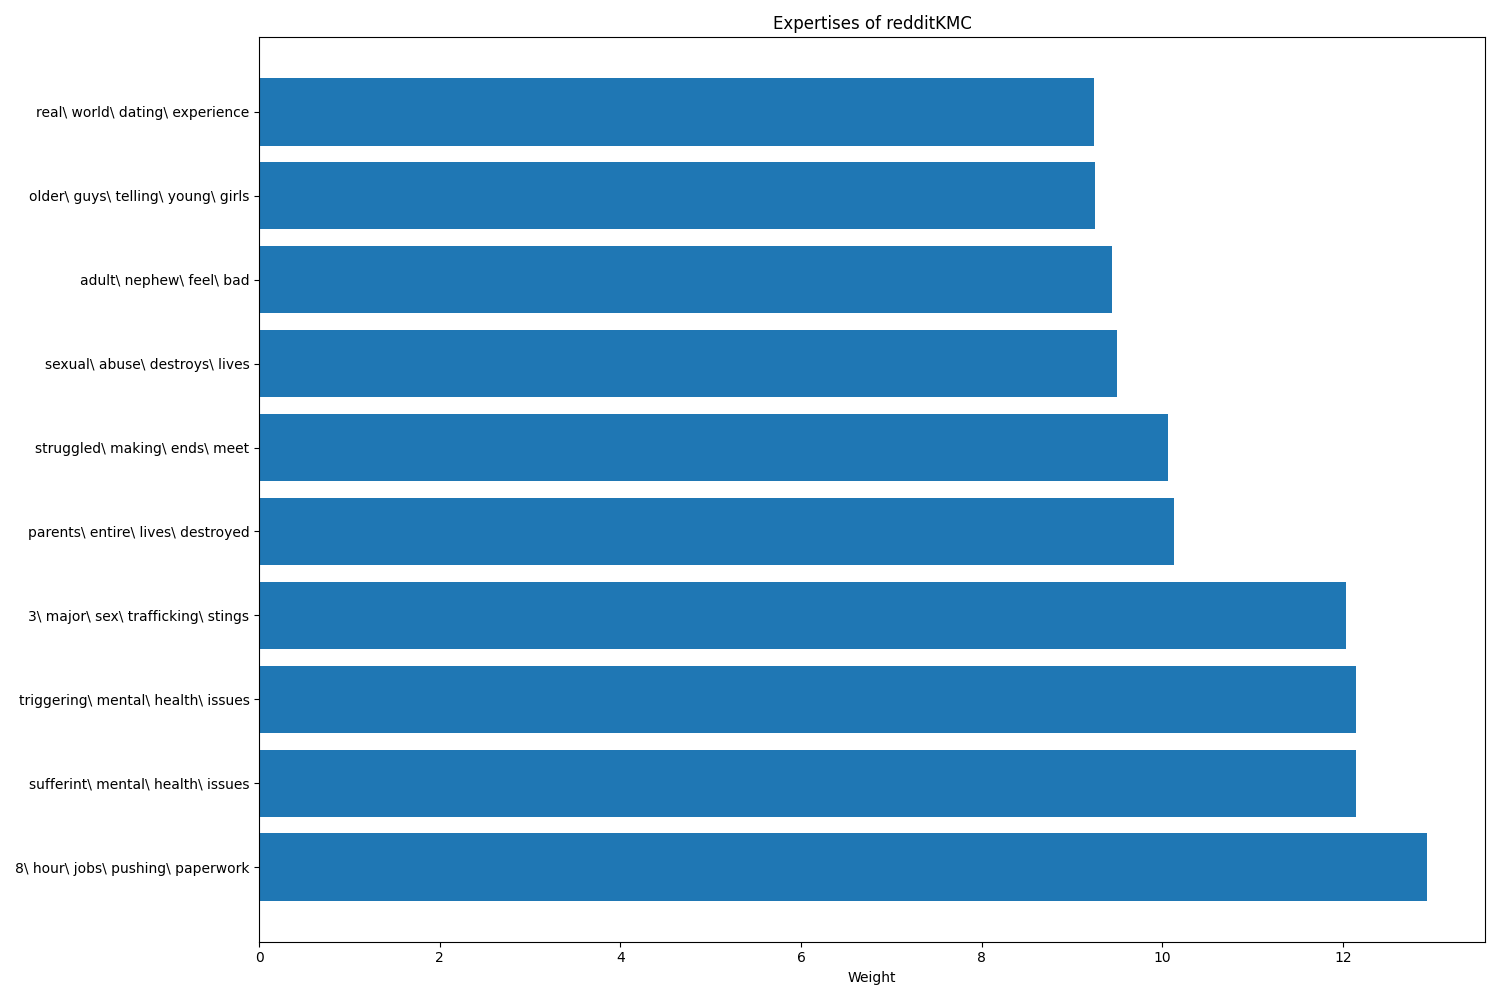 Expertises of redditKMC
real\ world\ dating\ experience
older\ guys\ telling\ young\ girls
adult\ nephew\ feel\ bad
sexual\ abuse\ destroys\ lives
struggled\ making\ ends\ meet
parents\ entire\ lives\ destroyed
3\ major\ sex\ trafficking\ stings
triggering\ mental\ health\ issues
sufferint\ mental\ health\ issues
8\ hour\ jobs\ pushing\ paperwork
0 2 4 6 8 10 12
Weight